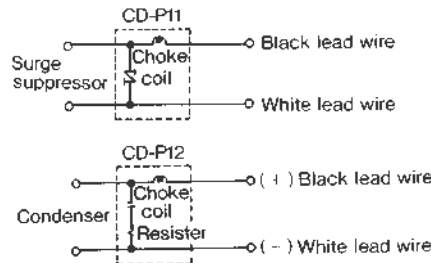 CD-P11
Choke
coil
Surge
suppressor
Black lead wire
White lead wire
CD-P12
Choke
coil
Condenser
Resister
(+) Black lead wire
(-) White lead wire